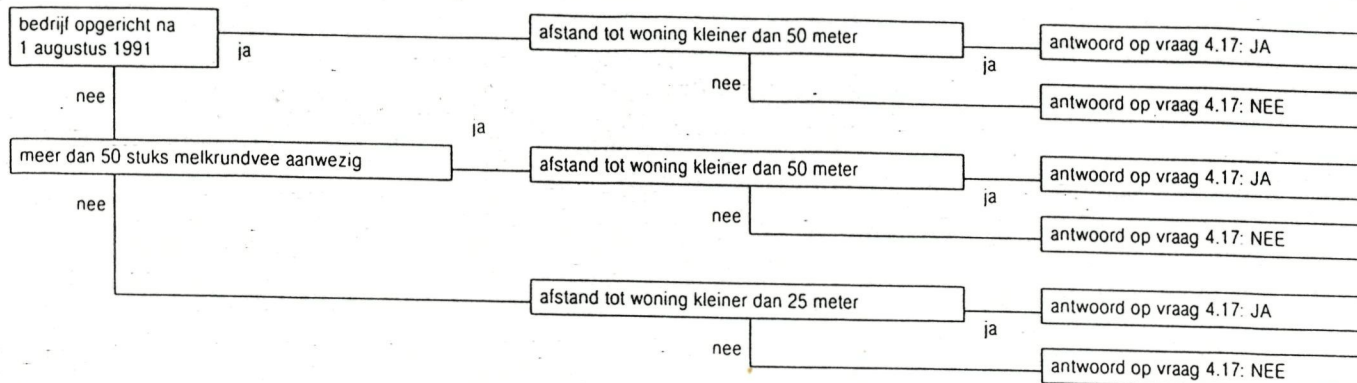 bedrijf opgericht na
1 augustus 1991
ja
afstand tot woning kleiner dan 50 meter
ja
antwoord op vraag 4.17: JA
nee
antwoord op vraag 4.17: NEE
nee
meer dan 50 stuks melkrundvee aanwezig
ja
afstand tot woning kleiner dan 50 meter
ja
antwoord op vraag 4.17: JA
nee
antwoord op vraag 4.17: NEE
nee
afstand tot woning kleiner dan 25 meter
ja
antwoord op vraag 4.17: JA
nee
antwoord op vraag 4.17: NEE